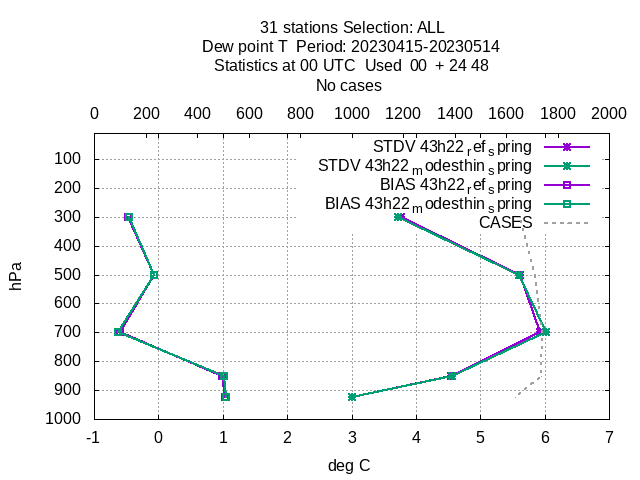 31 stations Selection: ALL
Dew point T  Period: 20230415-20230514
Statistics at 00 UTC  Used  00  + 24 48
No cases
0 200 400 600 800 1000 1200 1400 1600 1800 2000
STDV 43h22_ref_spring
STDV 43h22_modesthin_spring
BIAS 43h22_ref_spring
BIAS 43h22_modesthin_spring
CASES
100
200
300
400
500
600
700
800
900
1000
hPa
-1 0 1 2 3 4 5 6 7
deg C